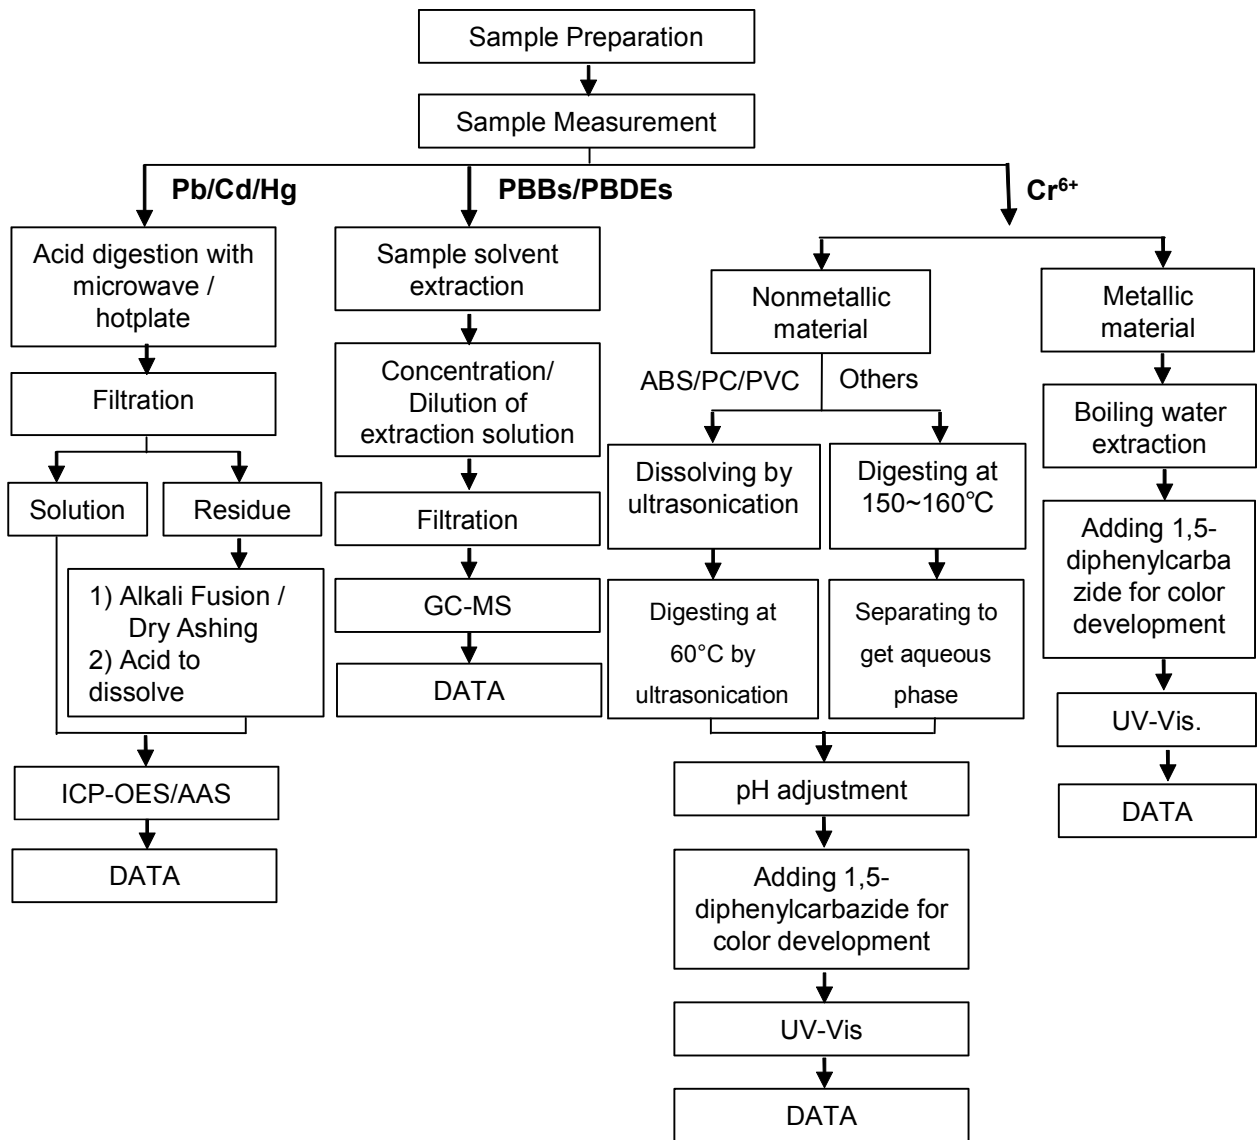 Sample Preparation
Sample Measurement
Pb/Cd/Hg
PBBs/PBDEs
Cr⁶⁺
Acid digestion with
microwave /
hotplate
Filtration
Solution
Residue
1) Alkali Fusion /
Dry Ashing
2) Acid to
dissolve
ICP-OES/AAS
DATA
Sample solvent
extraction
Concentration/
Dilution of
extraction solution
Filtration
GC-MS
DATA
Nonmetallic
material
ABS/PC/PVC
Others
Dissolving by
ultrasonication
Digesting at
60°C by
ultrasonication
Digesting at
150~160℃
Separating to
get aqueous
phase
pH adjustment
Adding 1,5-
diphenylcarbazide for
color development
UV-Vis
DATA
Metallic
material
Boiling water
extraction
Adding 1,5-
diphenylcarba
zide for color
development
UV-Vis.
DATA